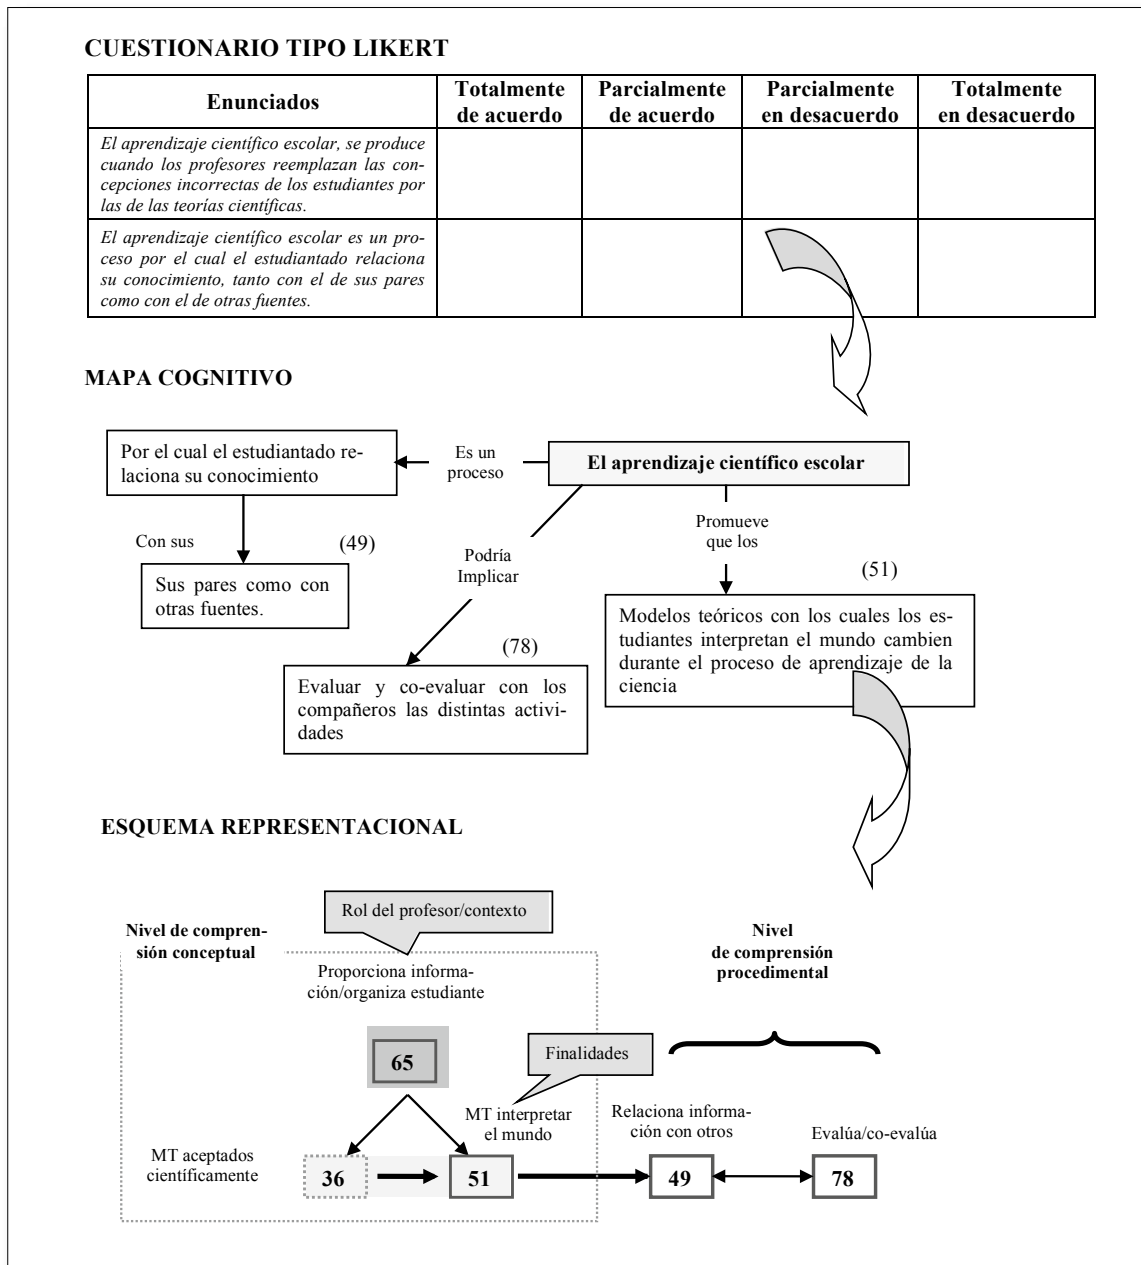 CUESTIONARIO TIPO LIKERT
Enunciados
Totalmente
de acuerdo
Parcialmente
de acuerdo
Parcialmente
en desacuerdo
Totalmente
en desacuerdo
El aprendizaje científico escolar, se produce
cuando los profesores reemplazan las con-
cepciones incorrectas de los estudiantes por
las de las teorías científicas.
El aprendizaje científico escolar es un pro-
ceso por el cual el estudiantado relaciona
su conocimiento, tanto con el de sus pares
como con el de otras fuentes.
MAPA COGNITIVO
Por el cual el estudiantado re-
laciona su conocimiento
Es un
proceso
El aprendizaje científico escolar
Con sus
(49)
Sus pares como con
otras fuentes.
Podría
Implicar
Promueve
que los
(51)
Modelos teóricos con los cuales los es-
tudiantes interpretan el mundo cambien
durante el proceso de aprendizaje de la
ciencia
(78)
Evaluar y co-evaluar con los
compañeros las distintas activi-
dades
ESQUEMA REPRESENTACIONAL
Rol del profesor/contexto
Nivel de compren-
sión conceptual
Nivel
de comprensión
procedimental
Proporciona informa-
ción/organiza estudiante
65
Finalidades
MT interpretar
el mundo
Relaciona informa-
ción con otros
Evalúa/co-evalúa
MT aceptados
científicamente
36
51
49
78